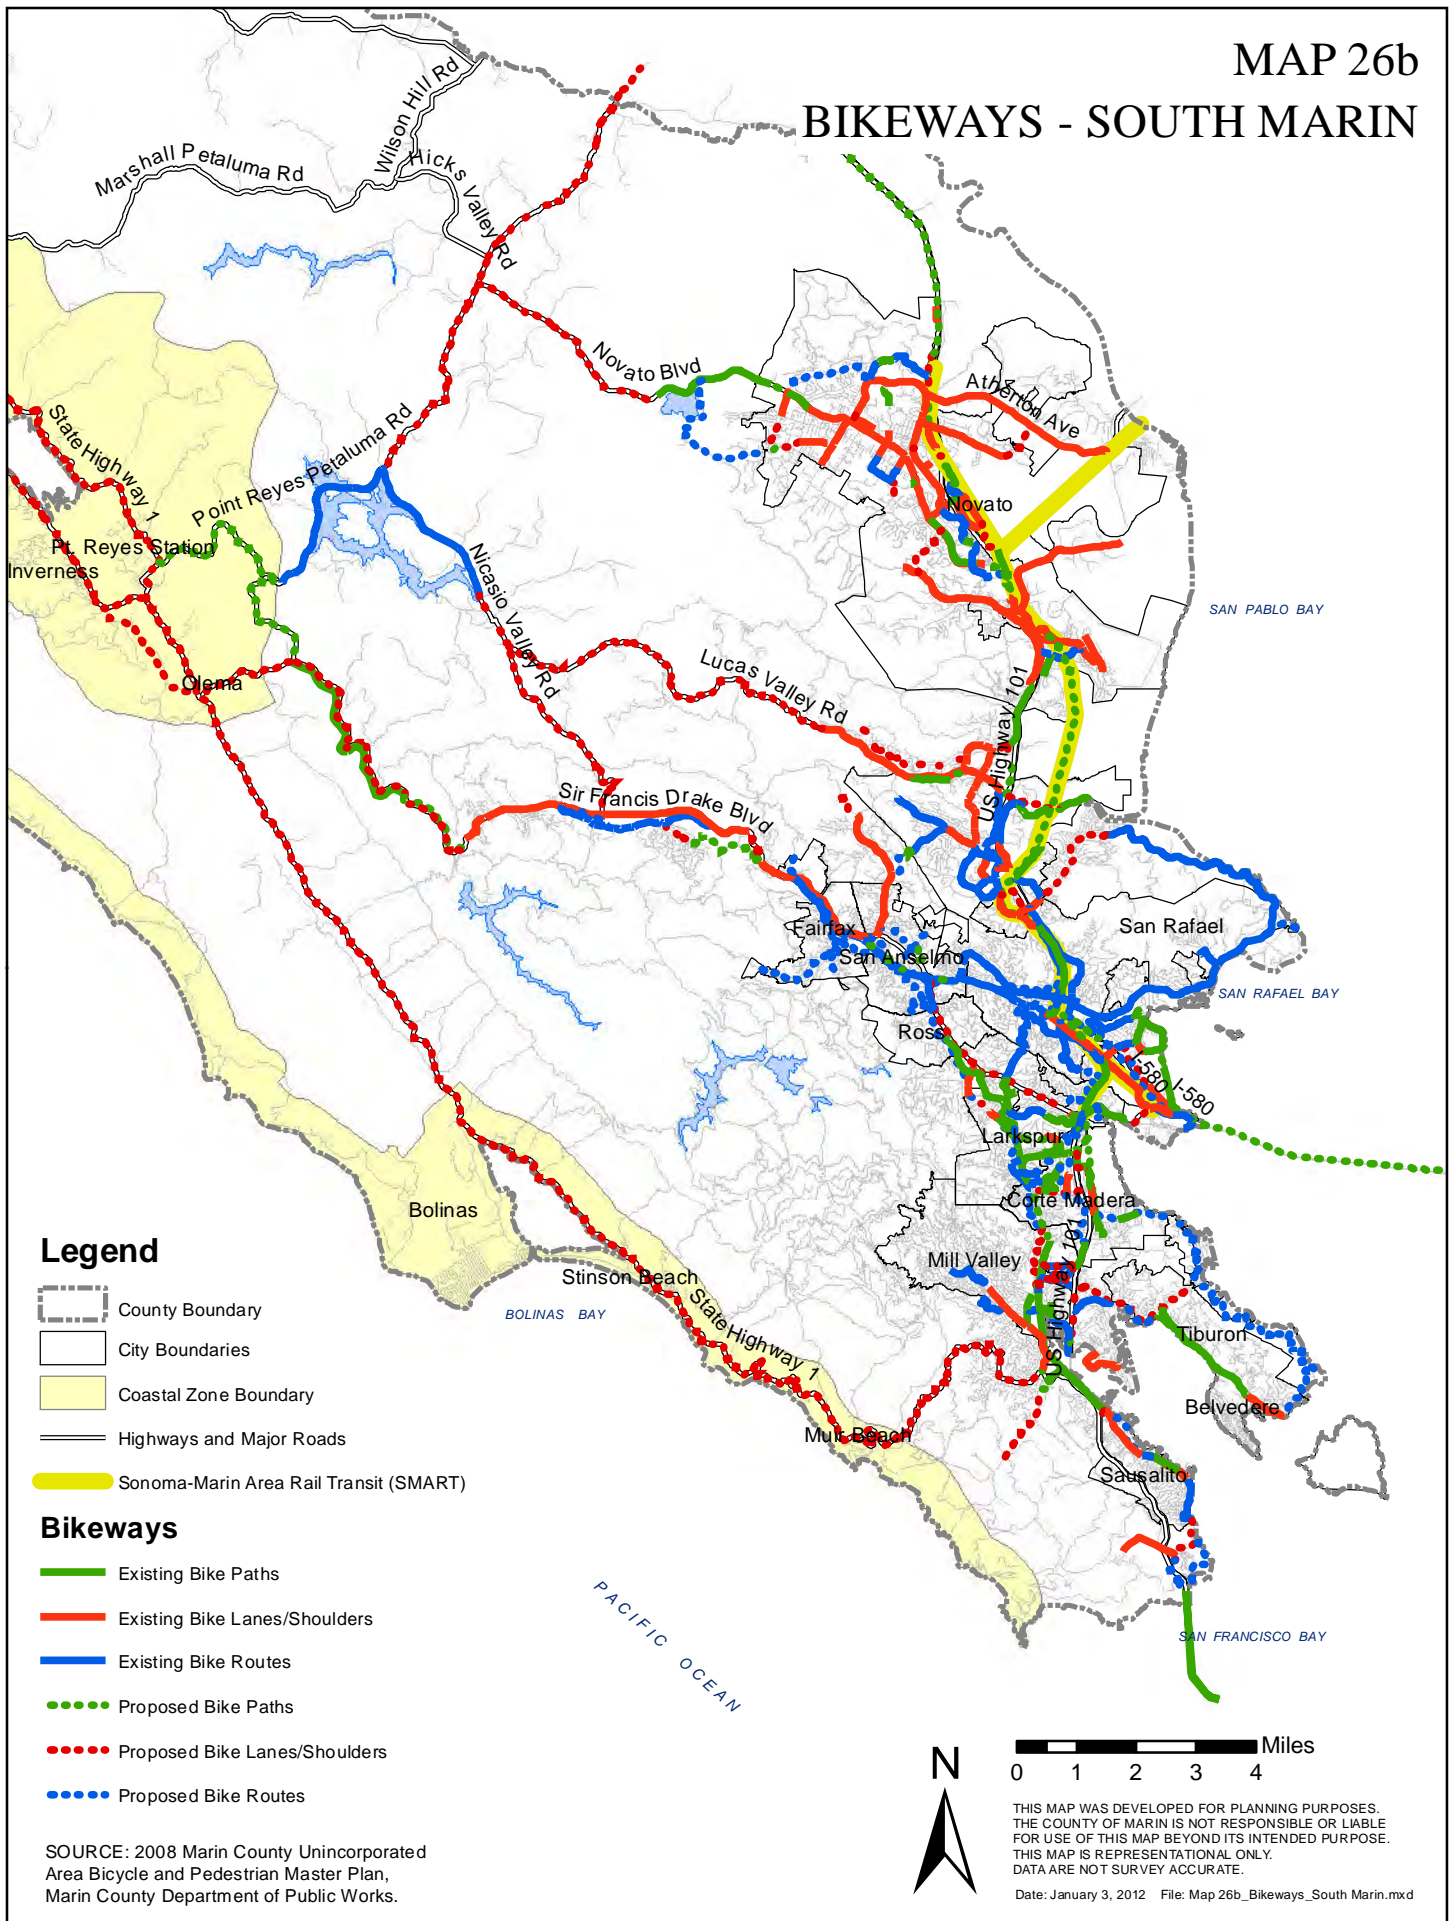 MAP 26b
BIKEWAYS - SOUTH MARIN
Wilson Hill Rd
Marshall Petaluma Rd
Hicks Valley Rd
Novato Blvd
Atherton Ave
State Highway 1
Point Reyes Petaluma Rd
Novato
Pt. Reyes Station
Inverness
Nicasio Valley Rd
SAN PABLO BAY
Olema
Lucas Valley Rd
US Highway 101
Sir Francis Drake Blvd
San Rafael
Fairfax
San Anselmo
SAN RAFAEL BAY
Ross
I-580
I-580
Larkspur
Corte Madera
Bolinas
Mill Valley
US Highway 101
Stinson Beach
BOLINAS BAY
State Highway 1
Tiburon
Belvedere
Muir Beach
Sausalito
PACIFIC OCEAN
SAN FRANCISCO BAY
Legend
County Boundary
City Boundaries
Coastal Zone Boundary
Highways and Major Roads
Sonoma-Marin Area Rail Transit (SMART)
Bikeways
Existing Bike Paths
Existing Bike Lanes/Shoulders
Existing Bike Routes
Proposed Bike Paths
Proposed Bike Lanes/Shoulders
Proposed Bike Routes
SOURCE: 2008 Marin County Unincorporated
Area Bicycle and Pedestrian Master Plan,
Marin County Department of Public Works.
N
Miles
0 1 2 3 4
THIS MAP WAS DEVELOPED FOR PLANNING PURPOSES.
THE COUNTY OF MARIN IS NOT RESPONSIBLE OR LIABLE
FOR USE OF THIS MAP BEYOND ITS INTENDED PURPOSE.
THIS MAP IS REPRESENTATIONAL ONLY.
DATA ARE NOT SURVEY ACCURATE.
Date: January 3, 2012 File: Map 26b_Bikeways_South Marin.mxd